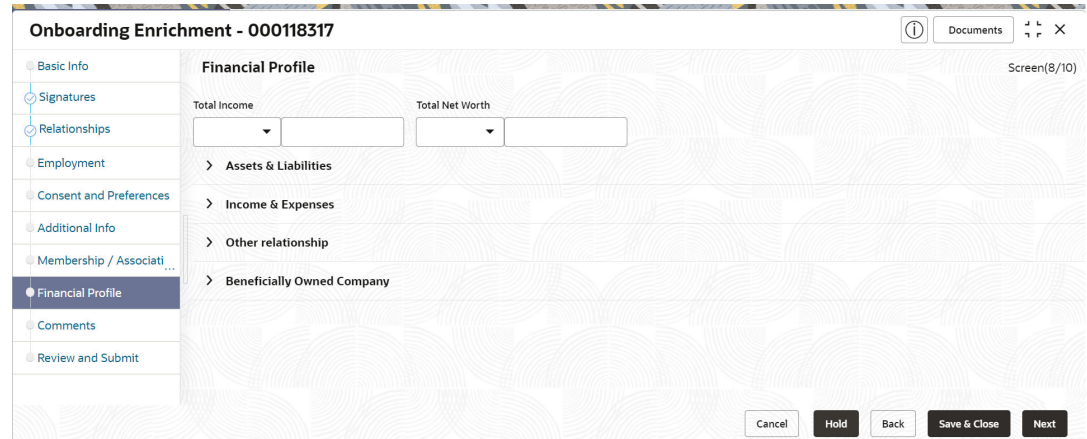 Onboarding Enrichment - 000118317
Documents
Basic Info
Signatures
Relationships
Employment
Consent and Preferences
Additional Info
Membership / Associati...
Financial Profile
Comments
Review and Submit
Financial Profile
Screen(8/10)
Total Income
Total Net Worth
Assets & Liabilities
Income & Expenses
Other relationship
Beneficially Owned Company
Cancel
Hold
Back
Save & Close
Next